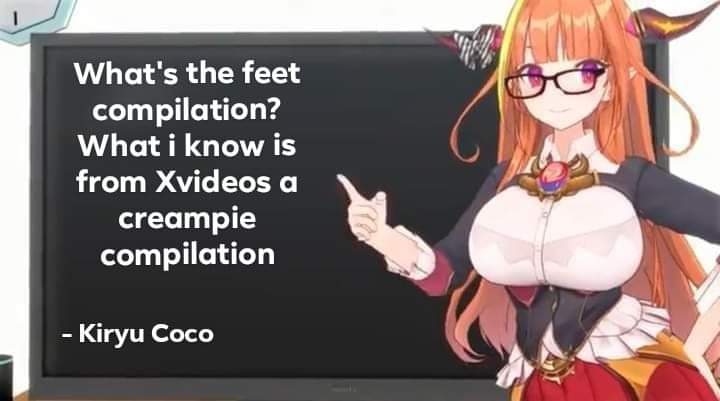 What's the feet
compilation?
What i know is
from Xvideos a
creampie
compilation
- Kiryu Coco